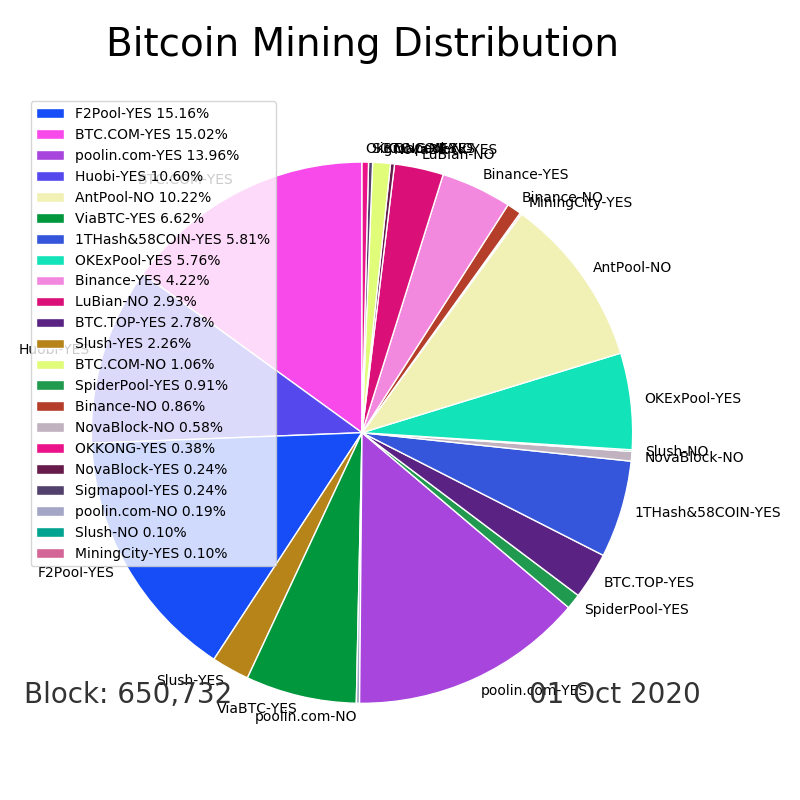 Bitcoin Mining Distribution
F2Pool-YES 15.16%
BTC.COM-YES 15.02%
poolin.com-YES 13.96%
Huobi-YES 10.60%
AntPool-NO 10.22%
ViaBTC-YES 6.62%
1THash&58COIN-YES 5.81%
OKExPool-YES 5.76%
Binance-YES 4.22%
LuBian-NO 2.93%
BTC.TOP-YES 2.78%
Slush-YES 2.26%
BTC.COM-NO 1.06%
SpiderPool-YES 0.91%
Binance-NO 0.86%
NovaBlock-NO 0.58%
OKKONG-YES 0.38%
NovaBlock-YES 0.24%
Sigmapool-YES 0.24%
poolin.com-NO 0.19%
Slush-NO 0.10%
MiningCity-YES 0.10%
LuBian-NO
Binance-YES
Binance-NO
MiningCity-YES
AntPool-NO
OKExPool-YES
Slush-NO
NovaBlock-NO
1THash&58COIN-YES
BTC.TOP-YES
SpiderPool-YES
poolin.com-YES
poolin.com-NO
ViaBTC-YES
Slush-YES
F2Pool-YES
Huobi-YES
BTC.COM-YES
Block: 650,732
01 Oct 2020